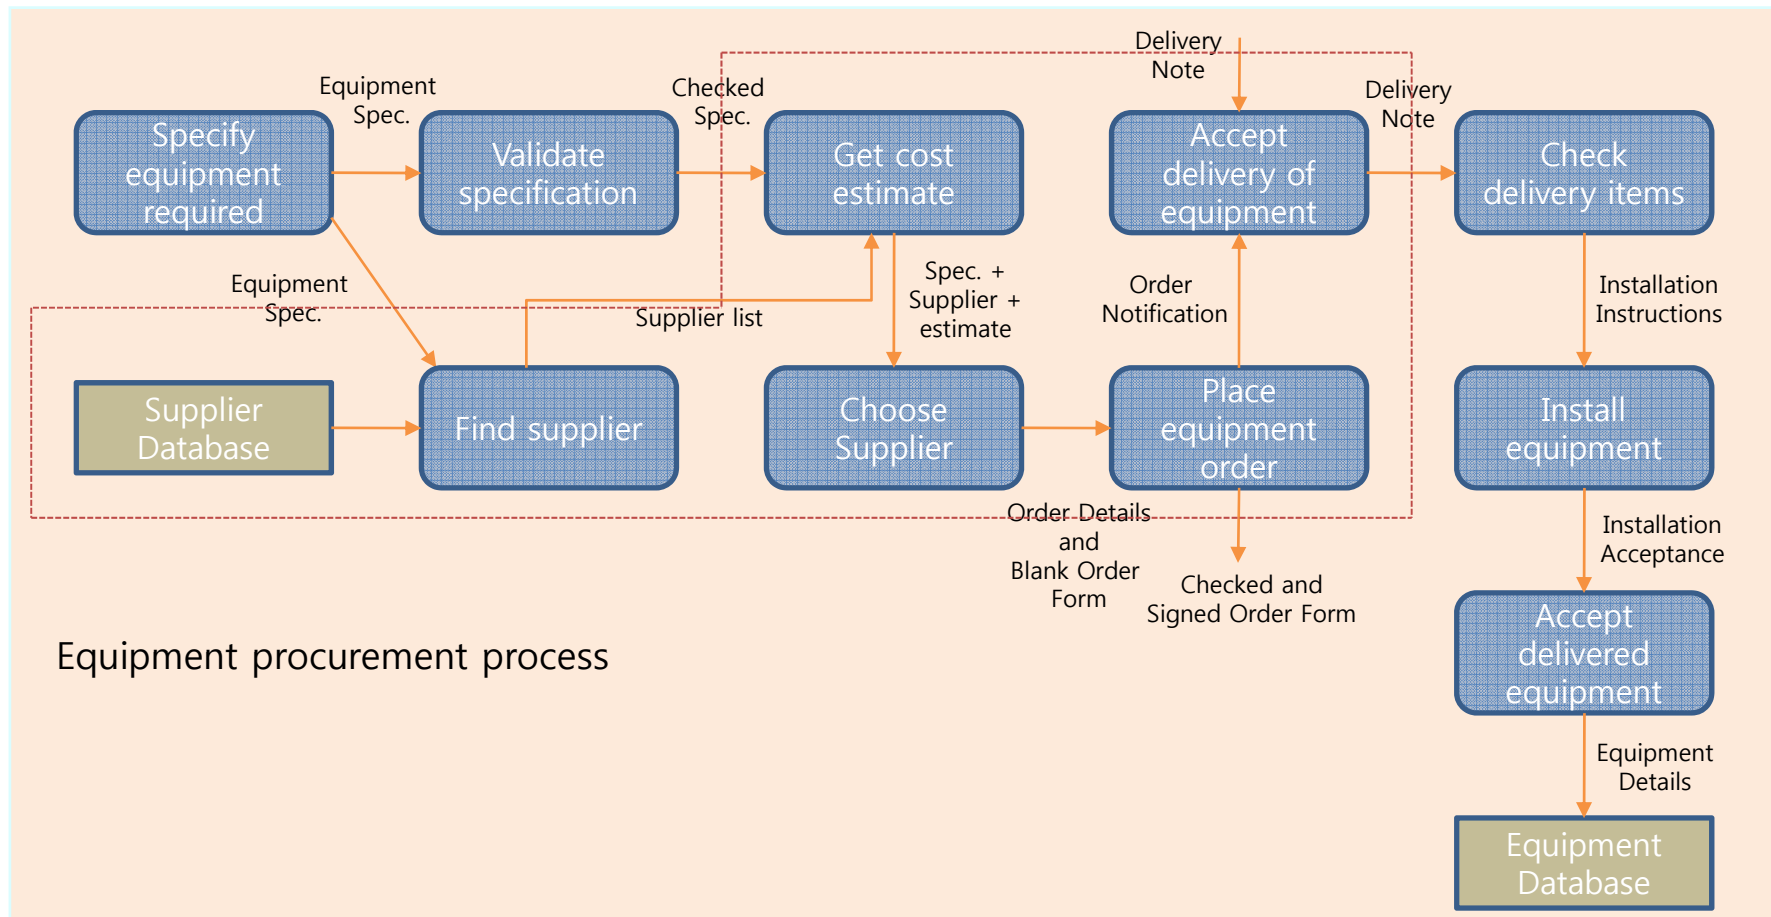 Delivery
Note
Equipment
Spec.
Checked
Spec.
Delivery
Note
Specify
equipment
required
Validate
specification
Get cost
estimate
Accept
delivery of
equipment
Check
delivery items
Equipment
Spec.
Supplier list
Spec. +
Supplier +
estimate
Order
Notification
Installation
Instructions
Supplier
Database
Find supplier
Choose
Supplier
Place
equipment
order
Install
equipment
Order Details
and
Blank Order
Form
Checked and
Signed Order Form
Installation
Acceptance
Equipment procurement process
Accept
delivered
equipment
Equipment
Details
Equipment
Database